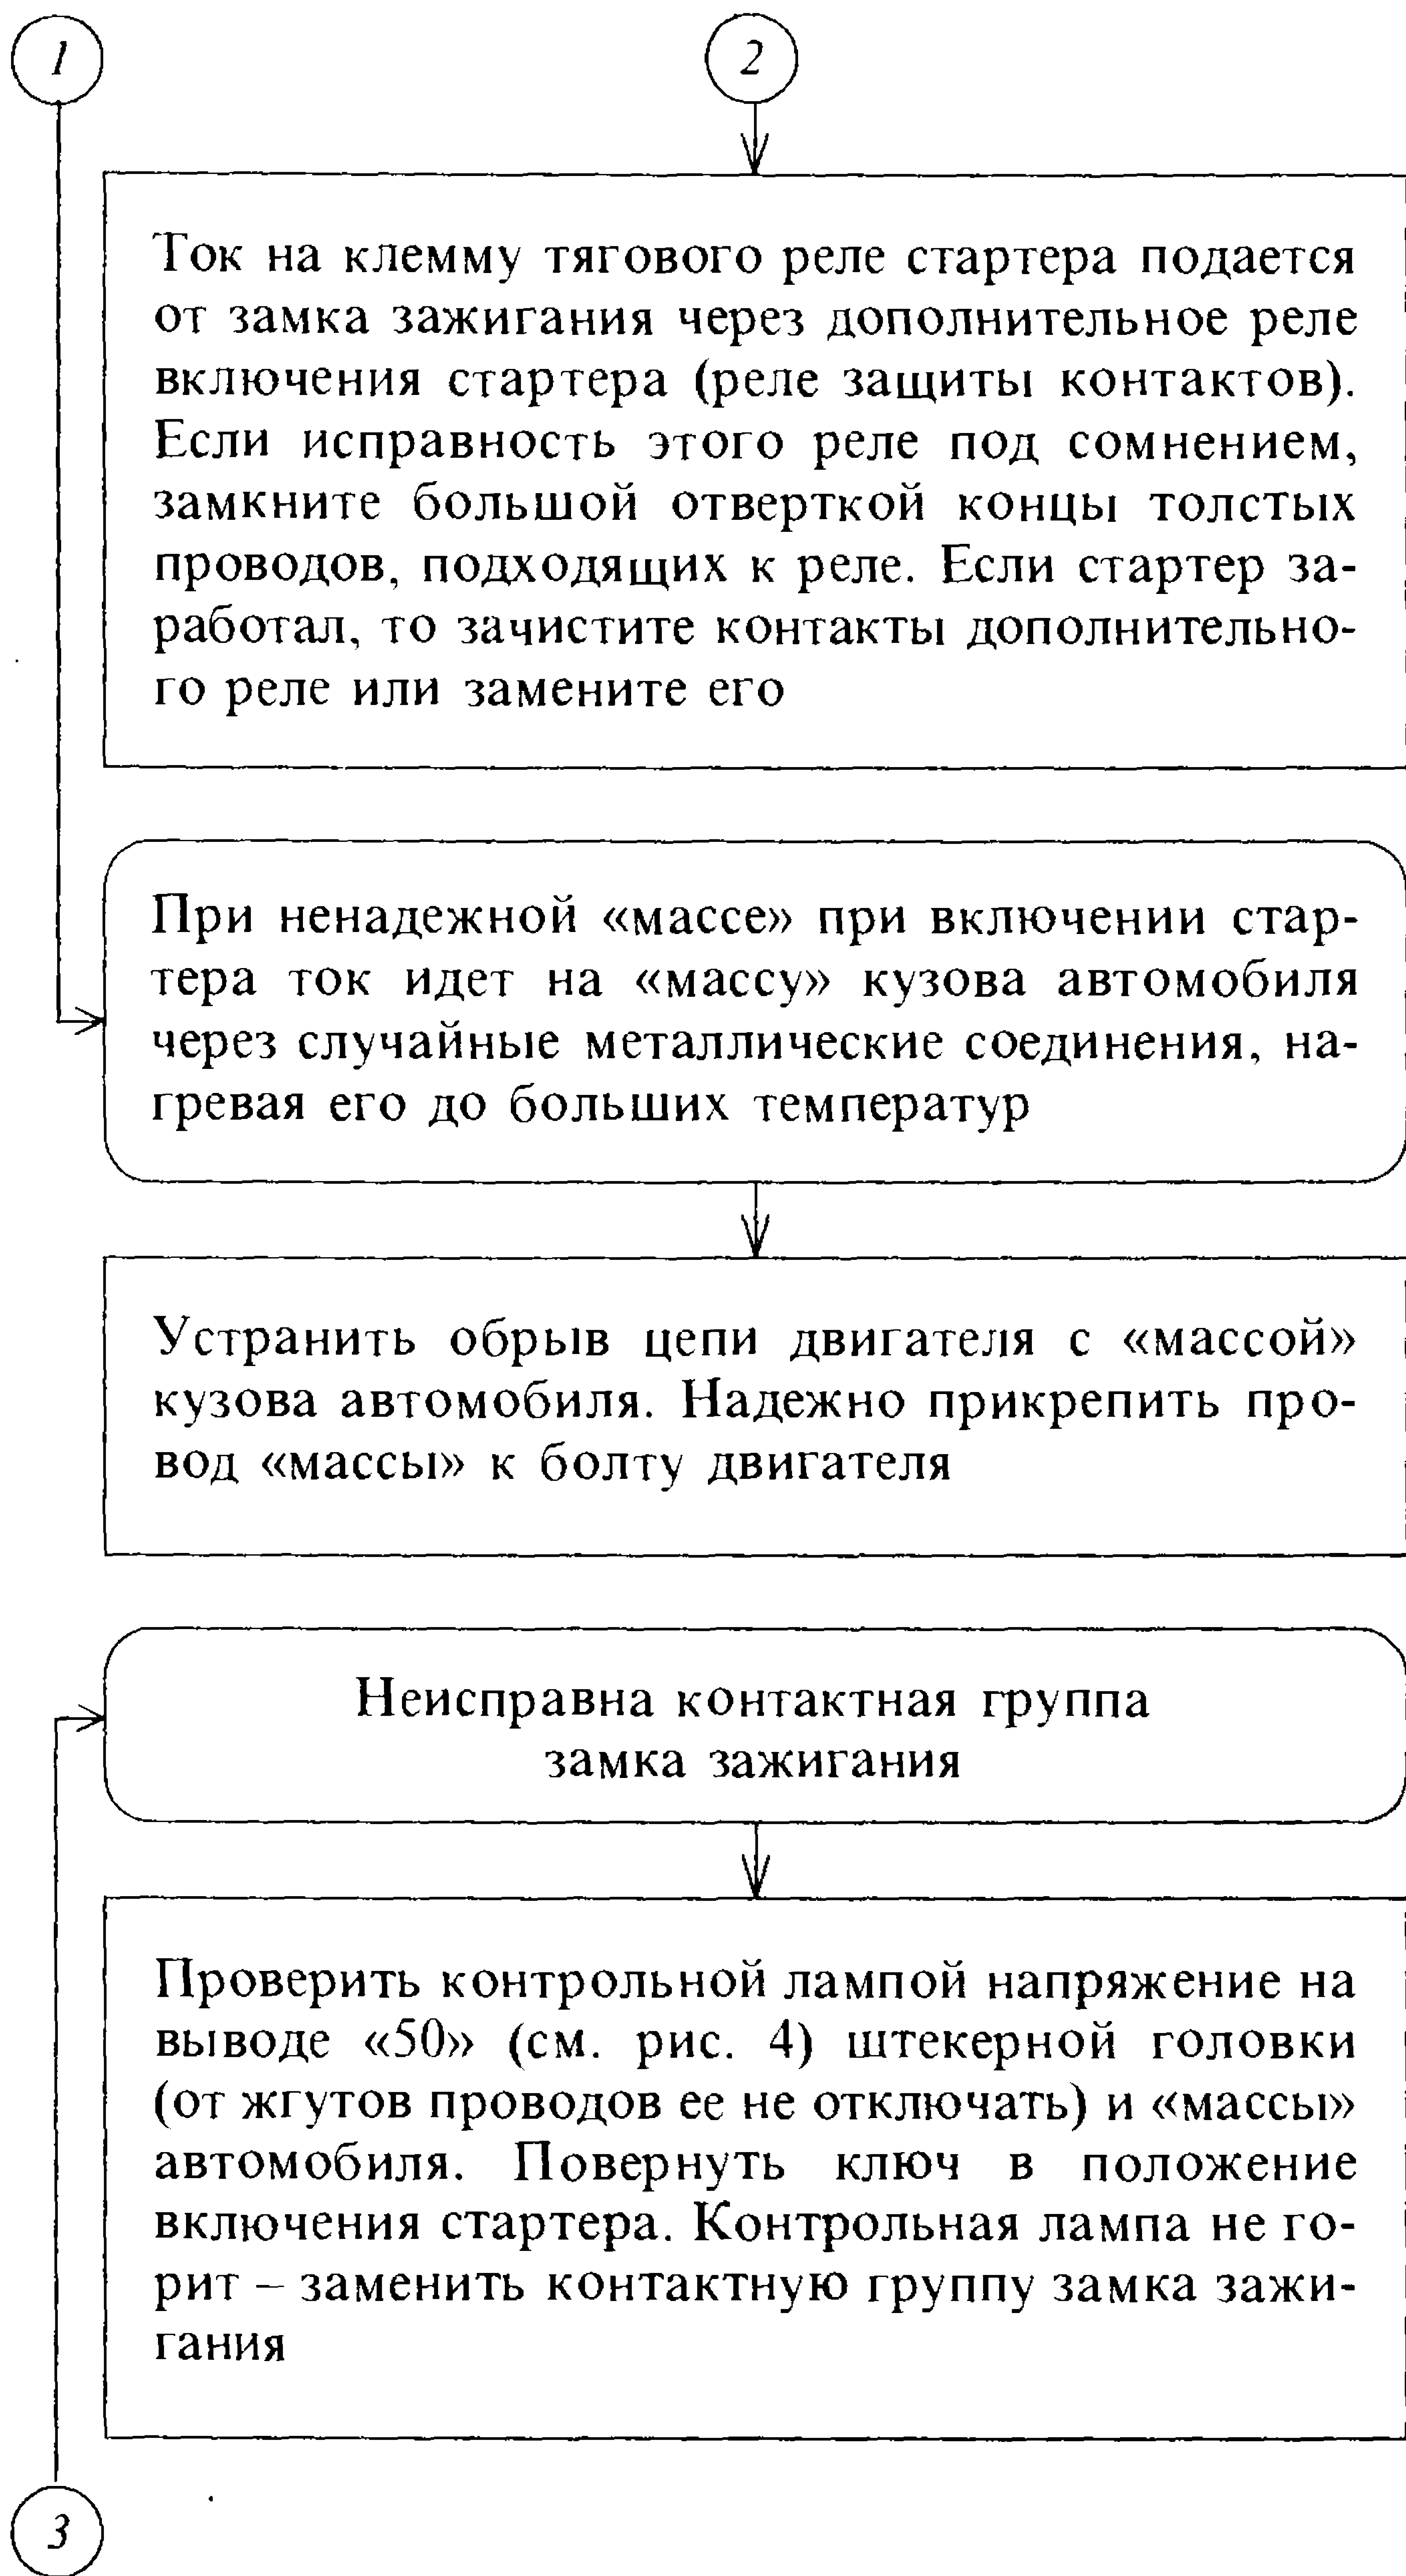 1
2
Ток на клемму тягового реле стартера подается
от замка зажигания через дополнительное реле
включения стартера (реле защиты контактов).
Если исправность этого реле под сомнением,
замкните большой отверткой концы толстых
проводов, подходящих к реле. Если стартер за-
работал, то зачистите контакты дополнительно-
го реле или замените его
При ненадежной «массе» при включении стар-
тера ток идет на «массу» кузова автомобиля
через случайные металлические соединения, на-
гревая его до больших температур
Устранить обрыв цепи двигателя с «массой»
кузова автомобиля. Надежно прикрепить про-
вод «массы» к болту двигателя
Неисправна контактная группа
замка зажигания
Проверить контрольной лампой напряжение на
выводе «50» (см. рис. 4) штекерной головки
(от жгутов проводов ее не отключать) и «массы»
автомобиля. Повернуть ключ в положение
включения стартера. Контрольная лампа не го-
рит – заменить контактную группу замка зажи-
гания
3